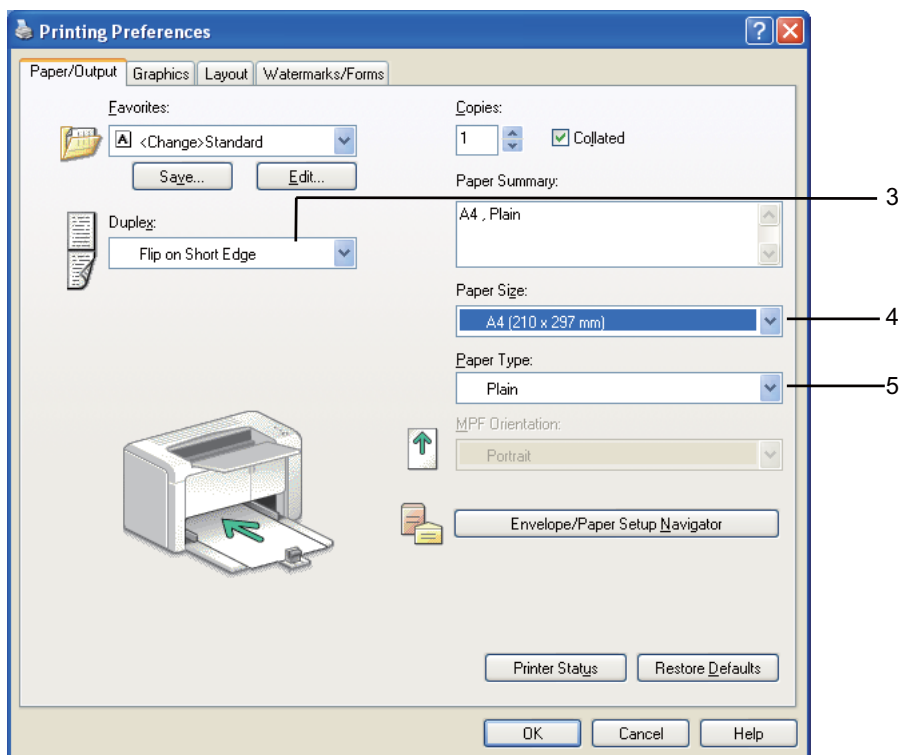 Printing Preferences
Paper/Output Graphics Layout Watermarks/Forms
Favorites:
A <Change>Standard
Save... Edit...
Duplex:
Flip on Short Edge
Copies:
1 Collated
Paper Summary:
A4 , Plain
3
Paper Size:
A4 (210 x 297 mm)
4
Paper Type:
Plain
5
MPF Orientation:
Portrait
Envelope/Paper Setup Navigator
Printer Status Restore Defaults
OK Cancel Help